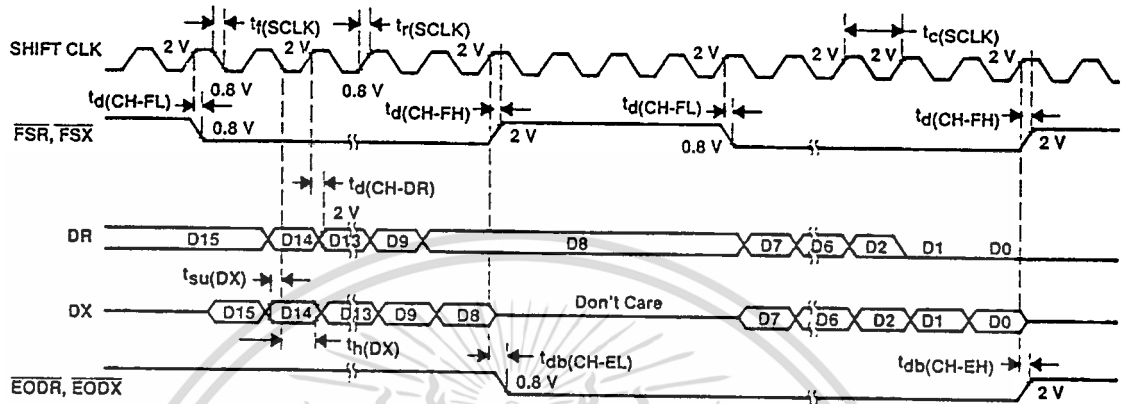 tf(SCLK) tr(SCLK) tc(SCLK)
SHIFT CLK 2 V 2 V 2 V 2 V 2 V 2 V 2 V
0.8 V 0.8 V
td(CH-FL) td(CH-FH) td(CH-FL) td(CH-FH)
FSR, FSX 0.8 V 2 V 0.8 V 2 V
td(CH-DR)
2 V
DR D15 D14 D13 D9 D8 D7 D6 D2 D1 D0
tsu(DX)
DX D15 D14 D13 D9 D8 Don't Care D7 D6 D2 D1 D0
th(DX) tdb(CH-EL) tdb(CH-EH)
EODR, EODX 0.8 V 2 V